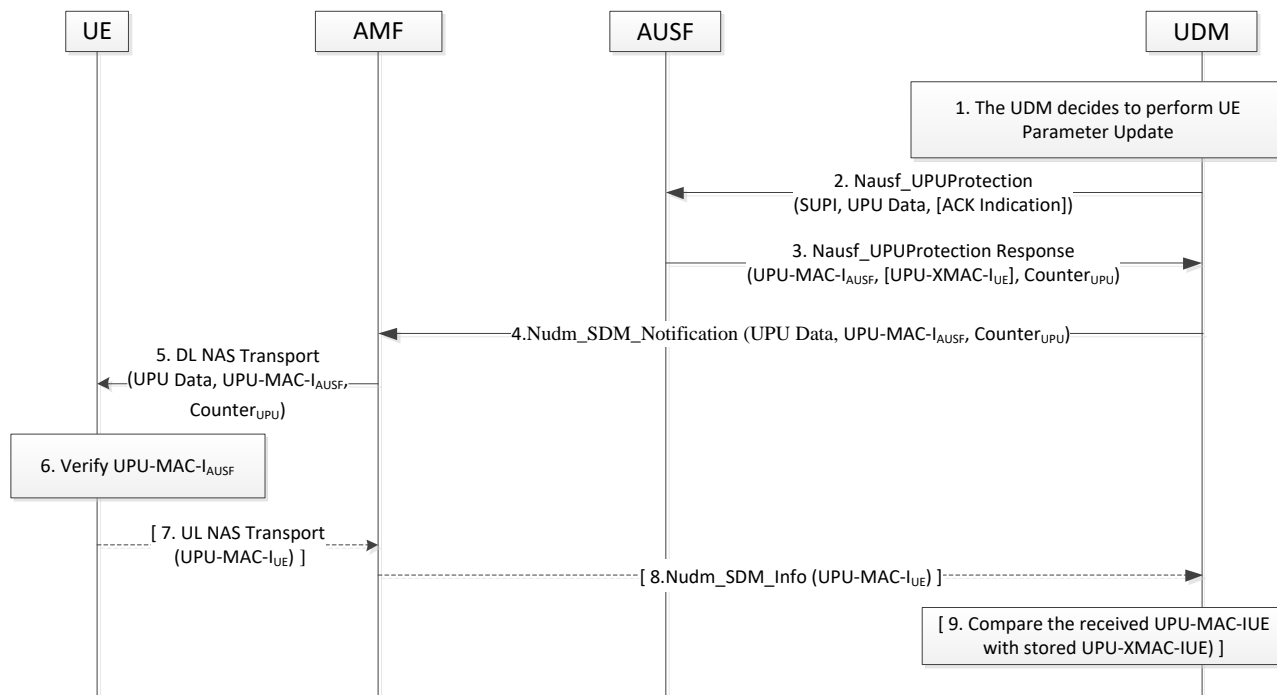 UE
AMF
AUSF
UDM
1. The UDM decides to perform UE
Parameter Update
2. Nausf_UPUProtection
(SUPI, UPU Data, [ACK Indication])
3. Nausf_UPUProtection Response
(UPU-MAC-IAUSF, [UPU-XMAC-IUE], CounterUPU)
4.Nudm_SDM_Notification (UPU Data, UPU-MAC-IAUSF, CounterUPU)
5. DL NAS Transport
(UPU Data, UPU-MAC-IAUSF,
CounterUPU)
6. Verify UPU-MAC-IAUSF
[ 7. UL NAS Transport
(UPU-MAC-IUE) ]
[ 8.Nudm_SDM_Info (UPU-MAC-IUE) ]
[ 9. Compare the received UPU-MAC-IUE
with stored UPU-XMAC-IUE) ]